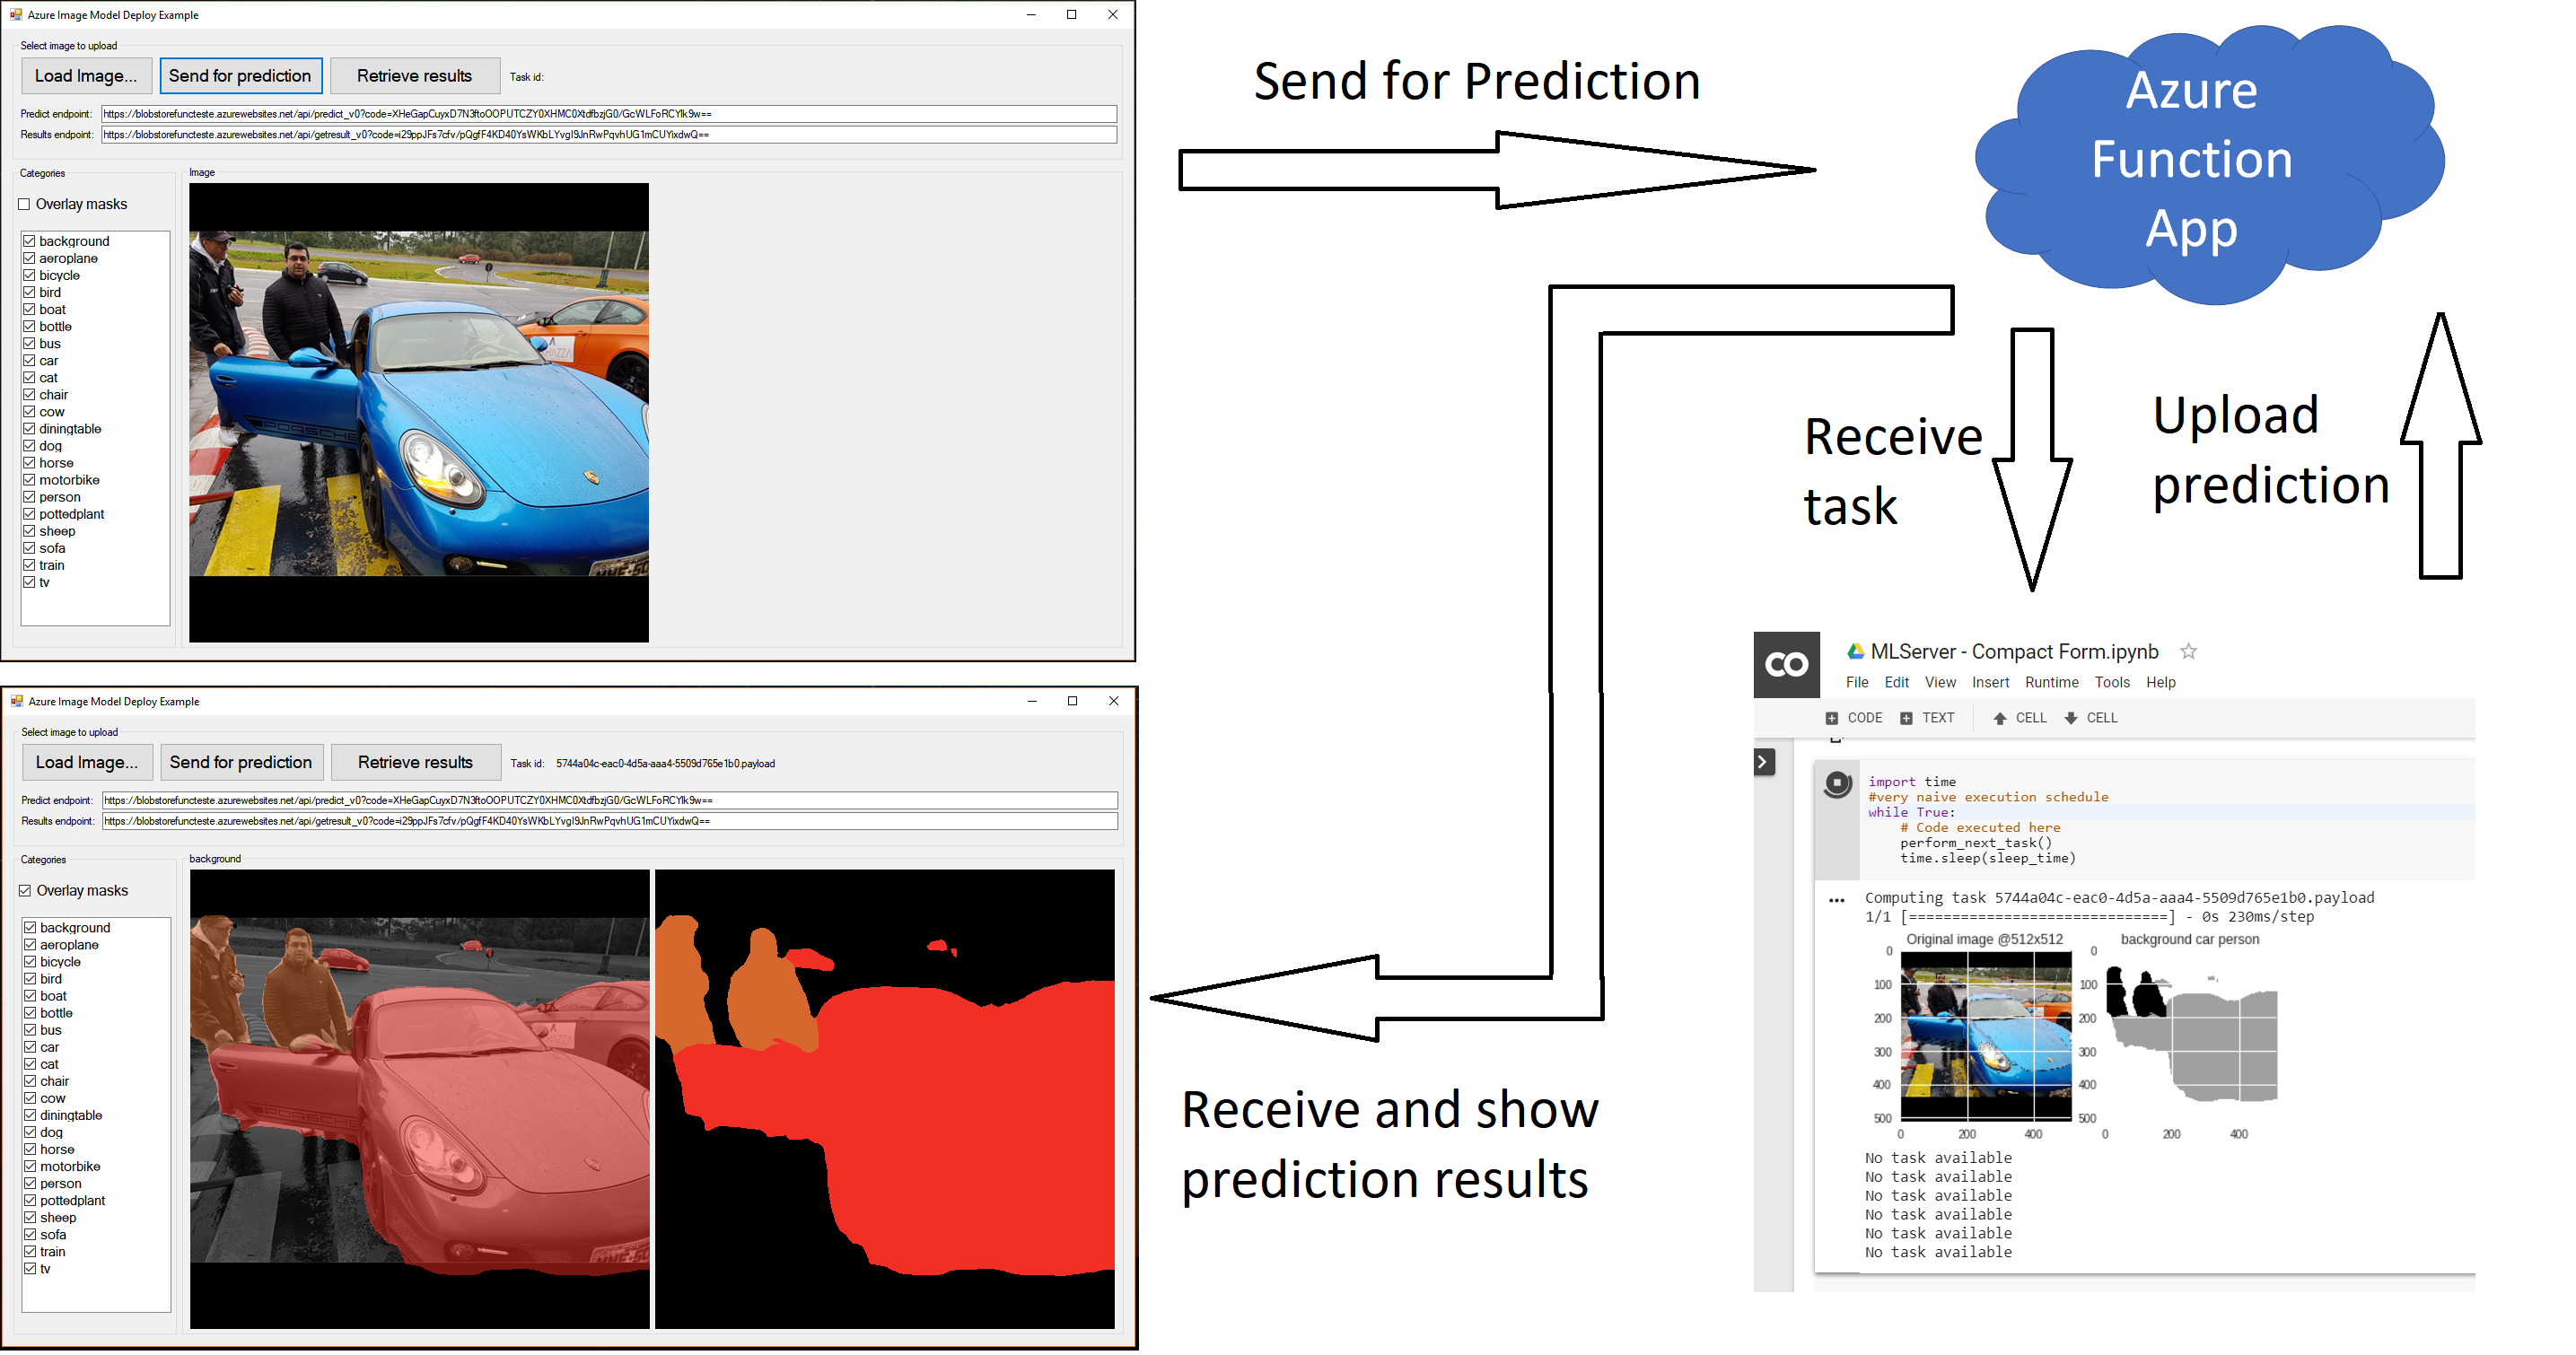 Azure Image Model Deploy Example
Select image to upload
Load Image... Send for prediction Retrieve results Task id:
Predict endpoint: https://blobstorefuncteste.azurewebsites.net/api/predict_v0?code=XHeGapCuyxD7N3ftoOOPUTCZY0XHMC0XtdfbzjG0/GcWLFoRCYlk9w==
Results endpoint: https://blobstorefuncteste.azurewebsites.net/api/getresult_v0?code=i29ppJFs7cfv/pQgfF4KD40YsWKbLYvgI9JnRwPqvhUG1mCUYixdwQ==
Categories
Overlay masks
background
aeroplane
bicycle
bird
boat
bottle
bus
car
cat
chair
cow
diningtable
dog
horse
motorbike
person
pottedplant
sheep
sofa
train
tv
Image
PORSCHE
Send for Prediction
Azure
Function
App
Receive
task
Upload
prediction
Azure Image Model Deploy Example
Select image to upload
Load Image... Send for prediction Retrieve results Task id: 5744a04c-eac0-4d5a-aaa4-5509d765e1b0.payload
Predict endpoint: https://blobstorefuncteste.azurewebsites.net/api/predict_v0?code=XHeGapCuyxD7N3ftoOOPUTCZY0XHMC0XtdfbzjG0/GcWLFoRCYlk9w==
Results endpoint: https://blobstorefuncteste.azurewebsites.net/api/getresult_v0?code=i29ppJFs7cfv/pQgfF4KD40YsWKbLYvgI9JnRwPqvhUG1mCUYixdwQ==
Categories
Overlay masks
background
aeroplane
bicycle
bird
boat
bottle
bus
car
cat
chair
cow
diningtable
dog
horse
motorbike
person
pottedplant
sheep
sofa
train
tv
background
PORSCHE
Receive and show
prediction results
CO
MLServer - Compact Form.ipynb
File Edit View Insert Runtime Tools Help
CODE TEXT CELL CELL
import time
#very naive execution schedule
while True:
# Code executed here
perform_next_task()
time.sleep(sleep_time)
Computing task 5744a04c-eac0-4d5a-aaa4-5509d765e1b0.payload
1/1 [==============================] - 0s 230ms/step
Original image @512x512
0
100
200
300
400
500
0 200 400
background car person
0
100
200
300
400
500
0 200 400
No task available
No task available
No task available
No task available
No task available
No task available